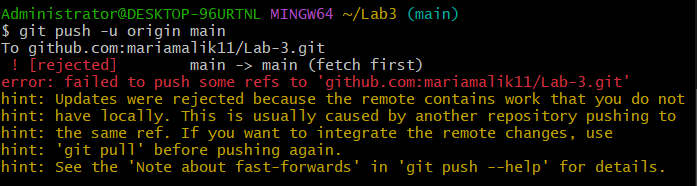 Administrator@DESKTOP-96URTNL MINGW64 ~/Lab3 (main)
$ git push -u origin main
To github.com:mariamalik11/Lab-3.git
 ! [rejected]        main -> main (fetch first)
error: failed to push some refs to 'github.com:mariamalik11/Lab-3.git'
hint: Updates were rejected because the remote contains work that you do not
hint: have locally. This is usually caused by another repository pushing to
hint: the same ref. If you want to integrate the remote changes, use
hint: 'git pull' before pushing again.
hint: See the 'Note about fast-forwards' in 'git push --help' for details.